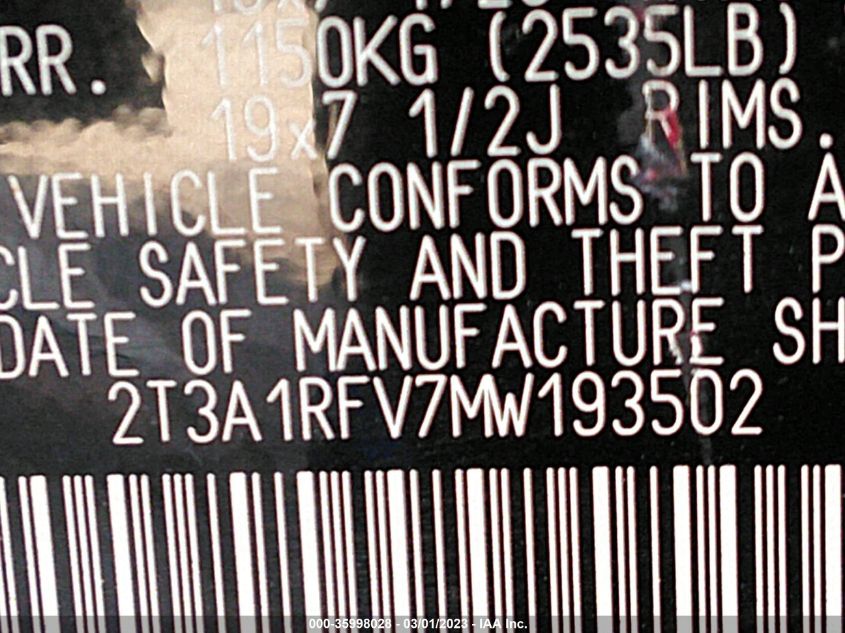 RR. 1150KG (2535LB)
19x7 1/2J RIMS.
VEHICLE CONFORMS TO A
CLE SAFETY AND THEFT P
DATE OF MANUFACTURE SH
2T3A1RFV7MW193502
000-35998028 - 03/01/2023 - IAA Inc.